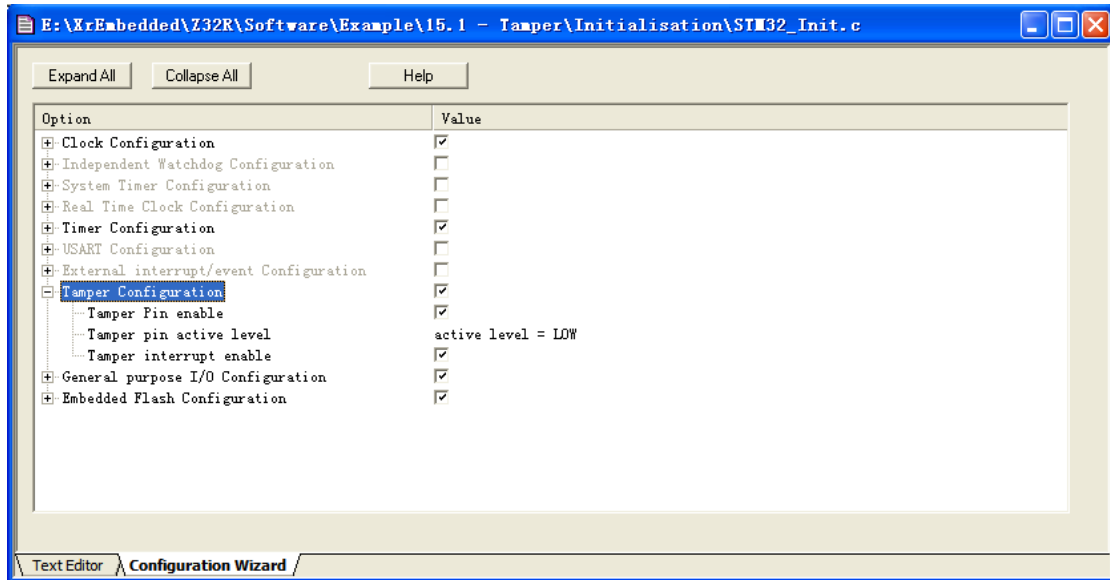 E:\XrEmbedded\Z32R\Software\Example\15.1 - Tamper\Initialisation\STM32_Init.c
Expand All Collapse All Help
Option Value
Clock Configuration
Independent Watchdog Configuration
System Timer Configuration
Real Time Clock Configuration
Timer Configuration
USART Configuration
External interrupt/event Configuration
Tamper Configuration
Tamper Pin enable
Tamper pin active level active level = LOW
Tamper interrupt enable
General purpose I/O Configuration
Embedded Flash Configuration
Text Editor Configuration Wizard